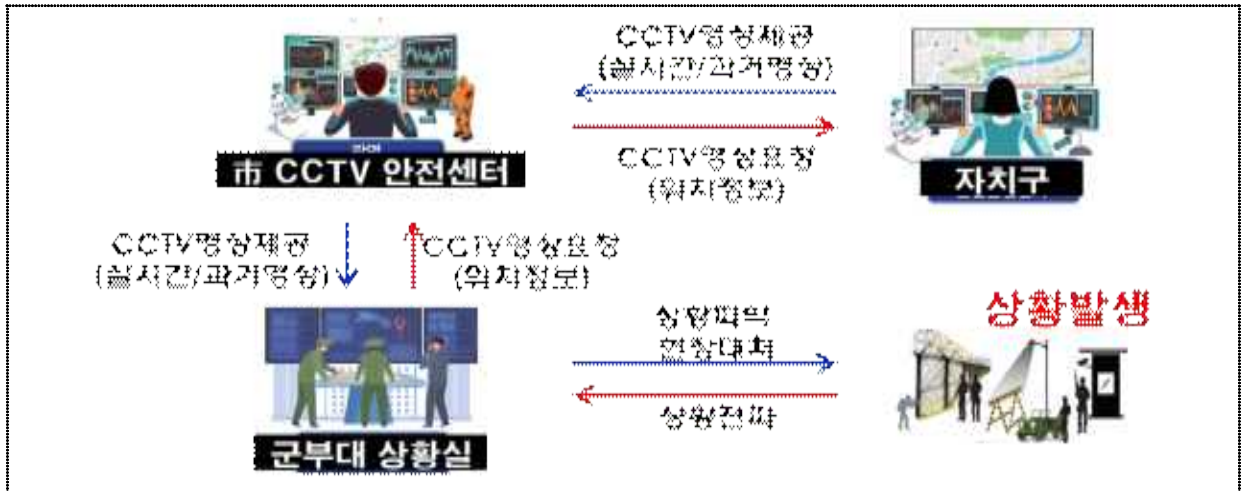 CCTV영상제공
(실시간/과거영상)
市 CCTV 안전센터
CCTV영상요청
(위치정보)
자치구
CCTV영상제공
(실시간/과거영상)
CCTV영상요청
(위치정보)
상황발생
상황파악
현장대처
상황전파
군부대 상황실